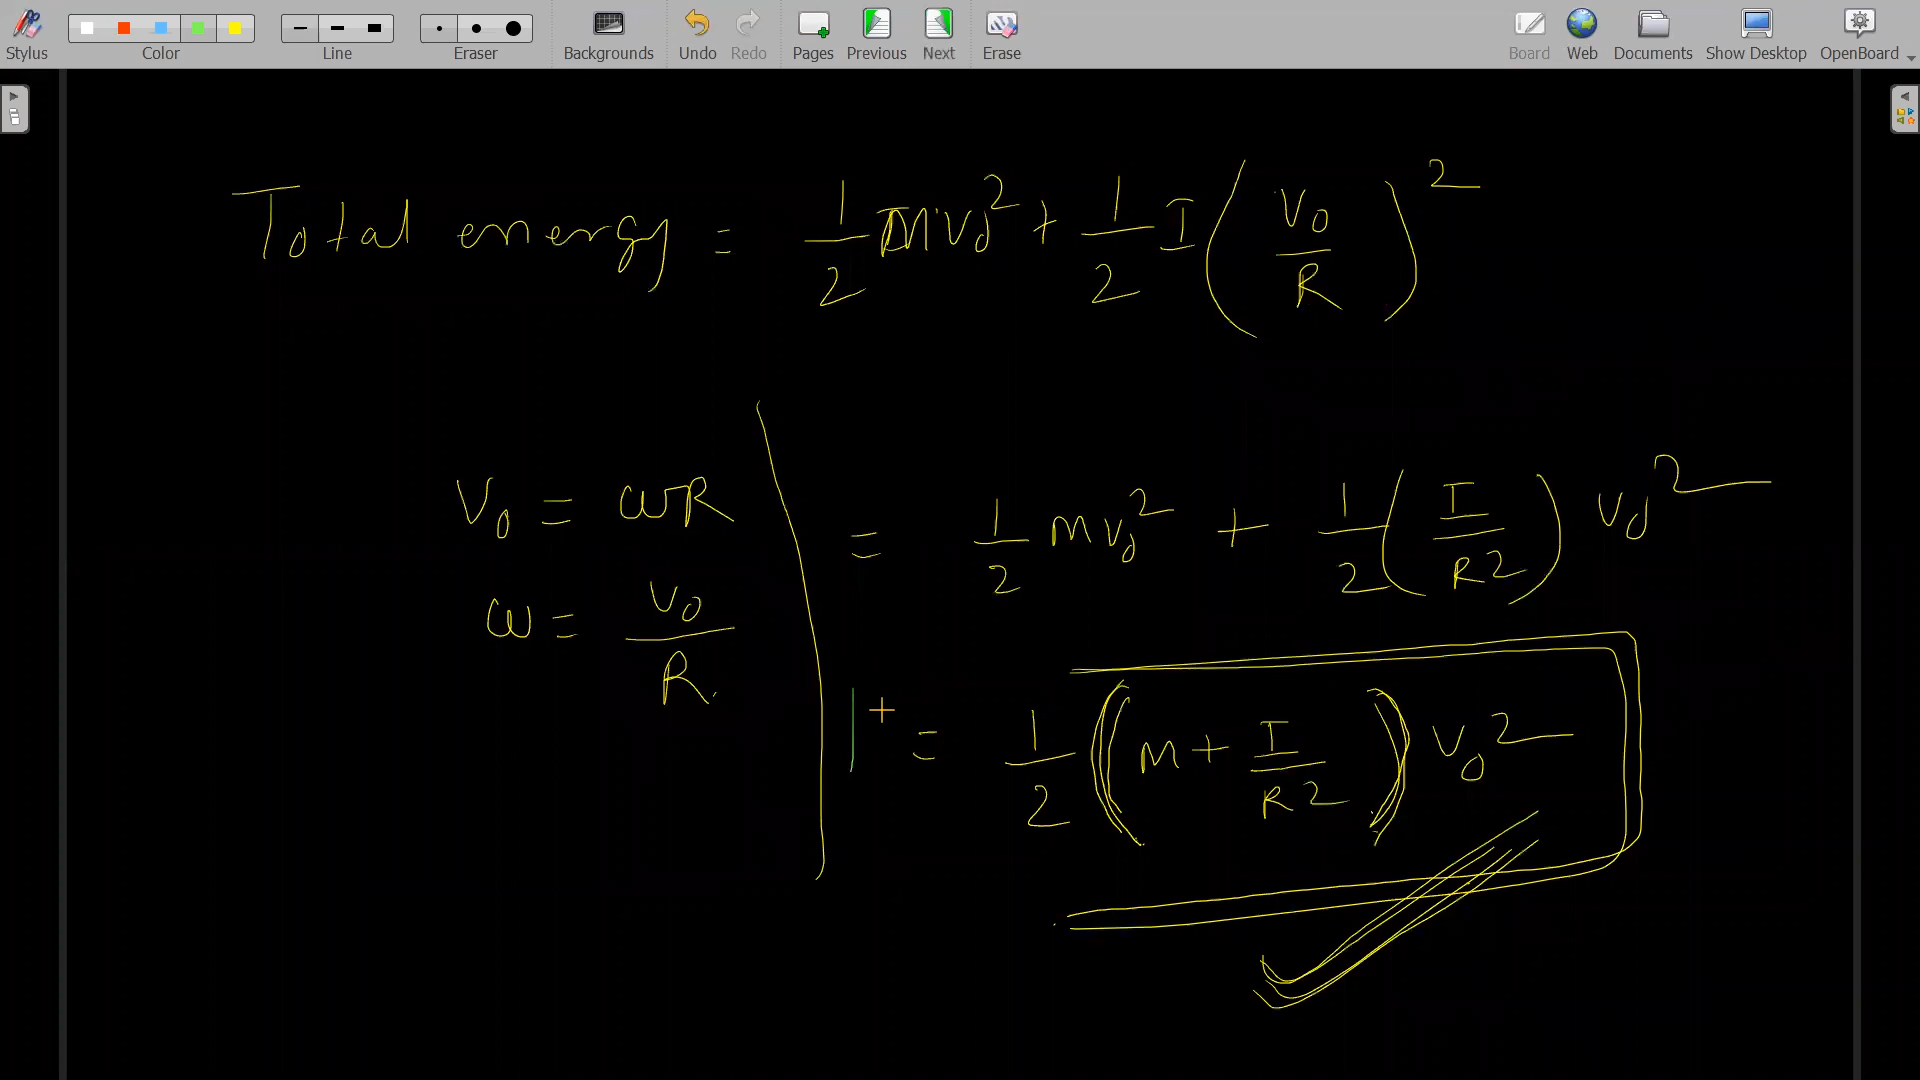 Stylus Color Line Eraser Backgrounds Undo Redo Pages Previous Next Erase Board Web Documents Show Desktop OpenBoard
Total energy = 1/2 mv₀² + 1/2 I (v₀/R)²
v₀ = ωR
ω = v₀/R
= 1/2 mv₀² + 1/2 (I/R²) v₀²
= 1/2 (m + I/R²) v₀²